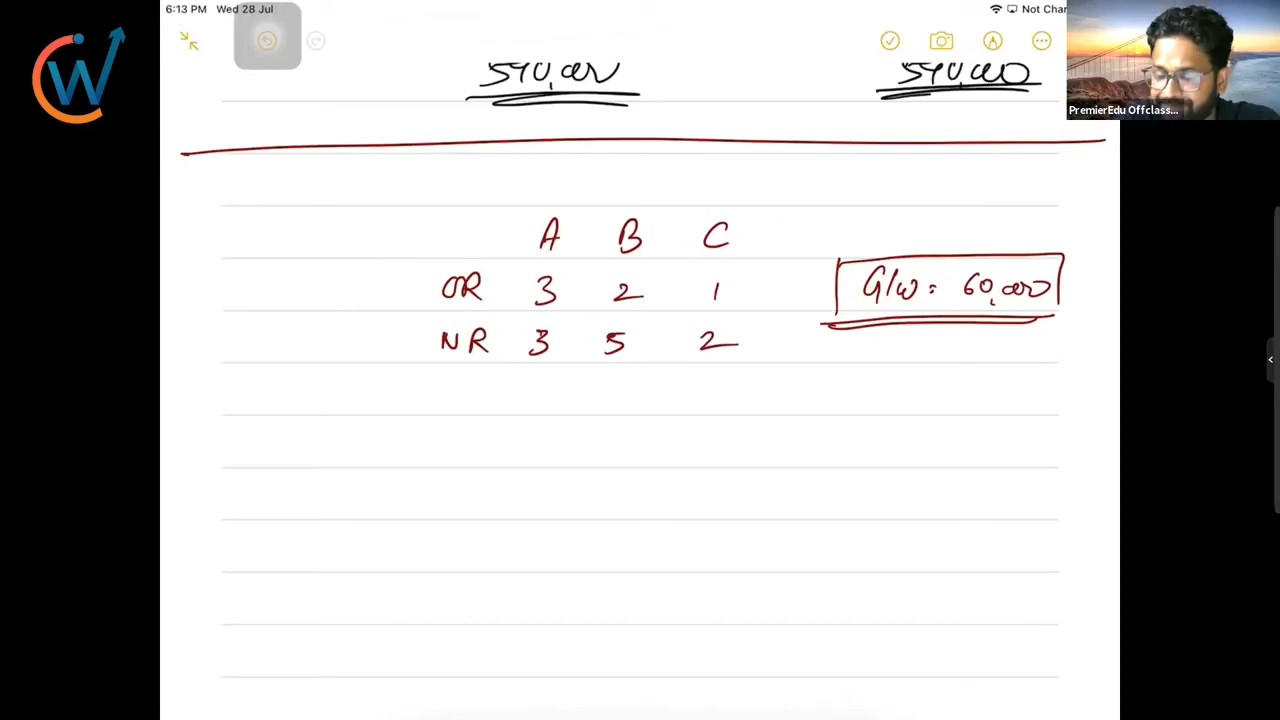 6:13 PM Wed 28 Jul
Not Char
PremierEdu Offclass...
540,000 540,000
A B C
OR 3 2 1
G/w = 60,000
NR 3 5 2